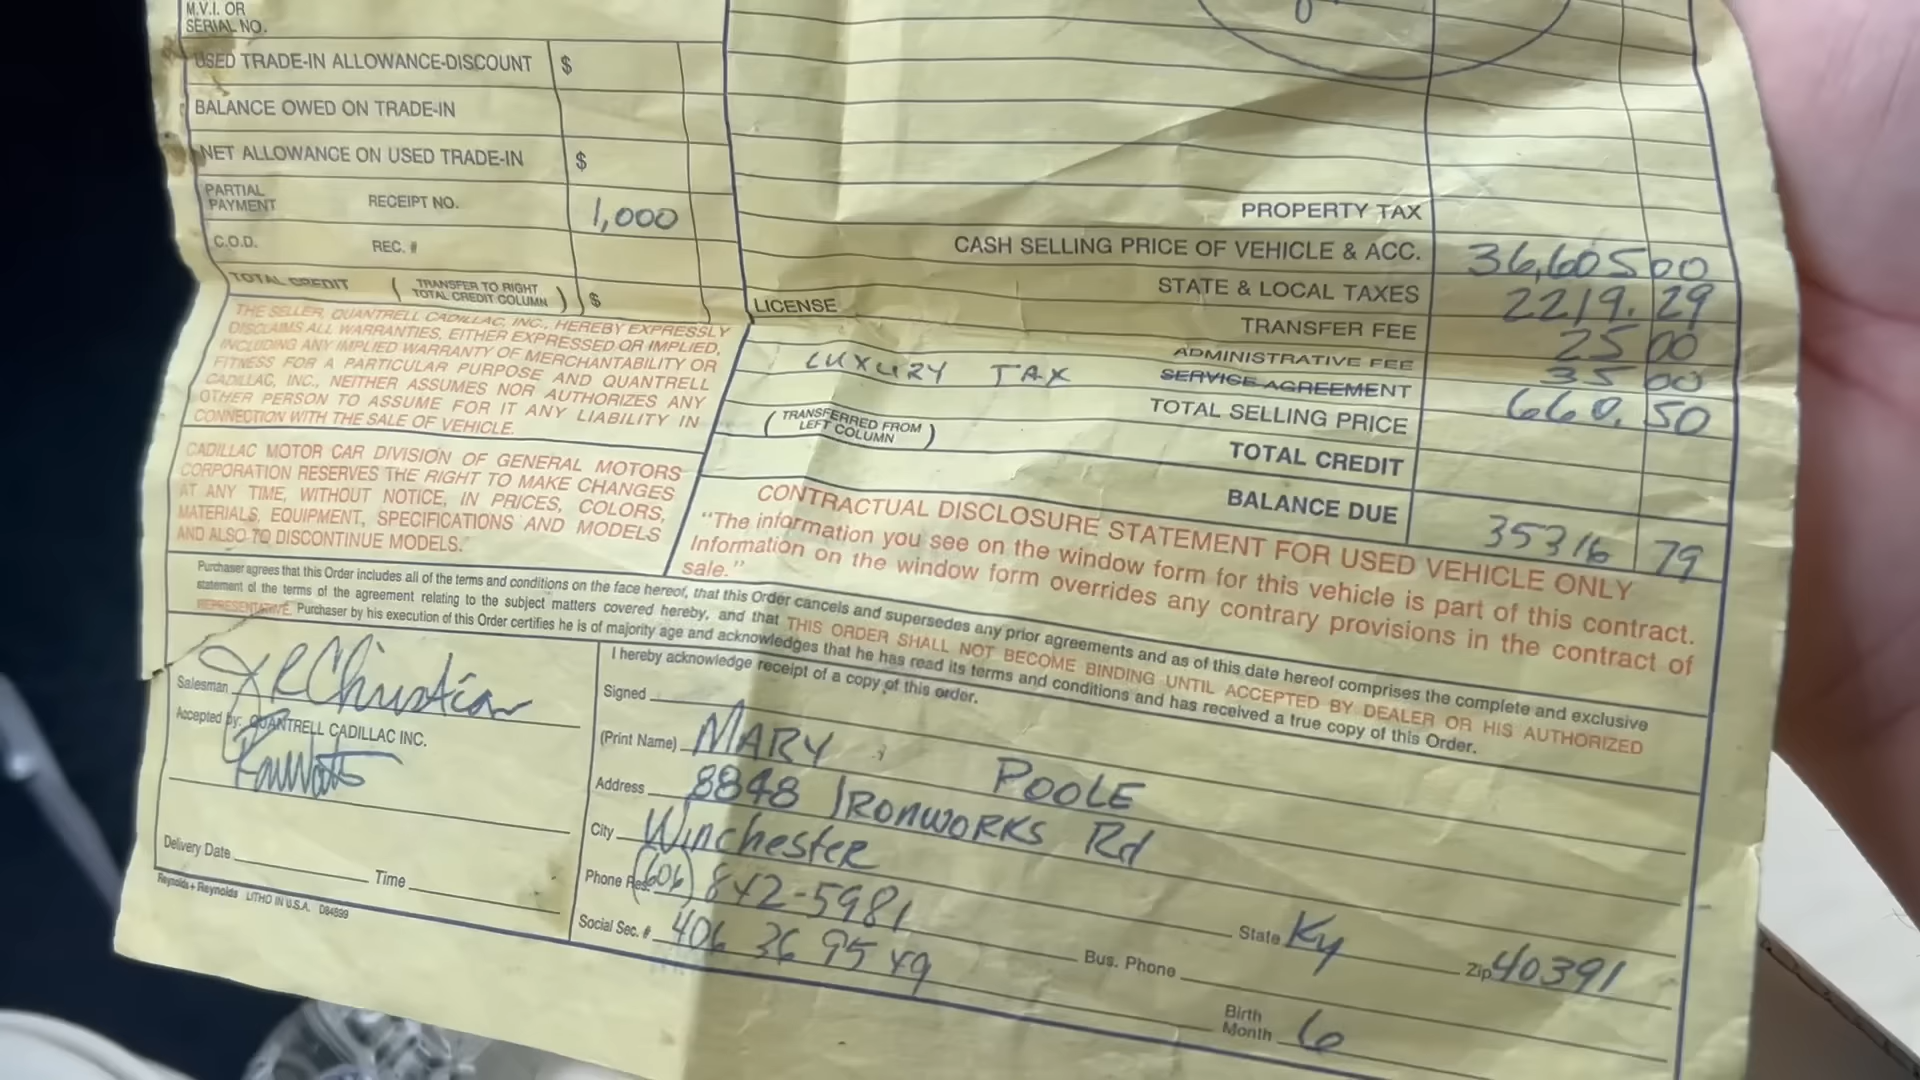 M.V.I. OR
SERIAL NO.
USED TRADE-IN ALLOWANCE-DISCOUNT $
BALANCE OWED ON TRADE-IN
NET ALLOWANCE ON USED TRADE-IN $
PARTIAL
PAYMENT RECEIPT NO. 1,000
C.O.D. REC. #
TOTAL CREDIT ( TRANSFER TO RIGHT
TOTAL CREDIT COLUMN ) $
THE SELLER, QUANTRELL CADILLAC, INC., HEREBY EXPRESSLY
DISCLAIMS ALL WARRANTIES, EITHER EXPRESSED OR IMPLIED,
INCLUDING ANY IMPLIED WARRANTY OF MERCHANTABILITY OR
FITNESS FOR A PARTICULAR PURPOSE AND QUANTRELL
CADILLAC, INC., NEITHER ASSUMES NOR AUTHORIZES ANY
OTHER PERSON TO ASSUME FOR IT ANY LIABILITY IN
CONNECTION WITH THE SALE OF VEHICLE.
CADILLAC MOTOR CAR DIVISION OF GENERAL MOTORS
CORPORATION RESERVES THE RIGHT TO MAKE CHANGES
AT ANY TIME, WITHOUT NOTICE, IN PRICES, COLORS,
MATERIALS, EQUIPMENT, SPECIFICATIONS AND MODELS
AND ALSO TO DISCONTINUE MODELS.
PROPERTY TAX
CASH SELLING PRICE OF VEHICLE & ACC. 36,605 00
STATE & LOCAL TAXES 2219. 29
LICENSE TRANSFER FEE 25 00
ADMINISTRATIVE FEE 35 00
LUXURY TAX SERVICE AGREEMENT 660. 50
TOTAL SELLING PRICE
( TRANSFERRED FROM
LEFT COLUMN ) TOTAL CREDIT
BALANCE DUE 35316 79
CONTRACTUAL DISCLOSURE STATEMENT FOR USED VEHICLE ONLY
"The information you see on the window form for this vehicle is part of this contract.
Information on the window form overrides any contrary provisions in the contract of
sale."
Purchaser agrees that this Order includes all of the terms and conditions on the face hereof, that this Order cancels and supersedes any prior agreements and as of this date hereof comprises the complete and exclusive
statement of the terms of the agreement relating to the subject matters covered hereby, and that THIS ORDER SHALL NOT BECOME BINDING UNTIL ACCEPTED BY DEALER OR HIS AUTHORIZED
REPRESENTATIVE. Purchaser by his execution of this Order certifies he is of majority age and acknowledges that he has read its terms and conditions and has received a true copy of this Order.
I hereby acknowledge receipt of a copy of this order.
Salesman JR Christian
Accepted by: QUANTRELL CADILLAC INC.
Delivery Date Time
Reynolds + Reynolds LITHO IN U.S.A. D84899
Signed
(Print Name) MARY POOLE
Address 8848 IRONWORKS Rd
City Winchester State Ky Zip 40391
Phone Res. (606) 842-5981 Bus. Phone
Social Sec. # 406 36 9549 Birth
Month 6